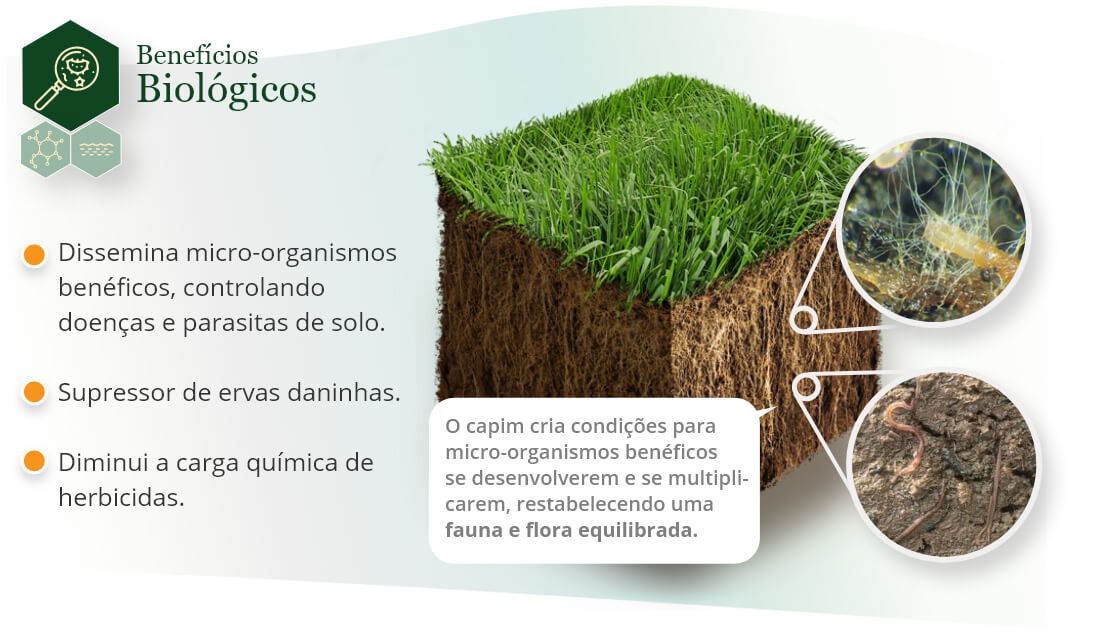 Benefícios
Biológicos
Dissemina micro-organismos
benéficos, controlando
doenças e parasitas de solo.
Supressor de ervas daninhas.
Diminui a carga química de
herbicidas.
O capim cria condições para
micro-organismos benéficos
se desenvolverem e se multipli-
carem, restabelecendo uma
fauna e flora equilibrada.